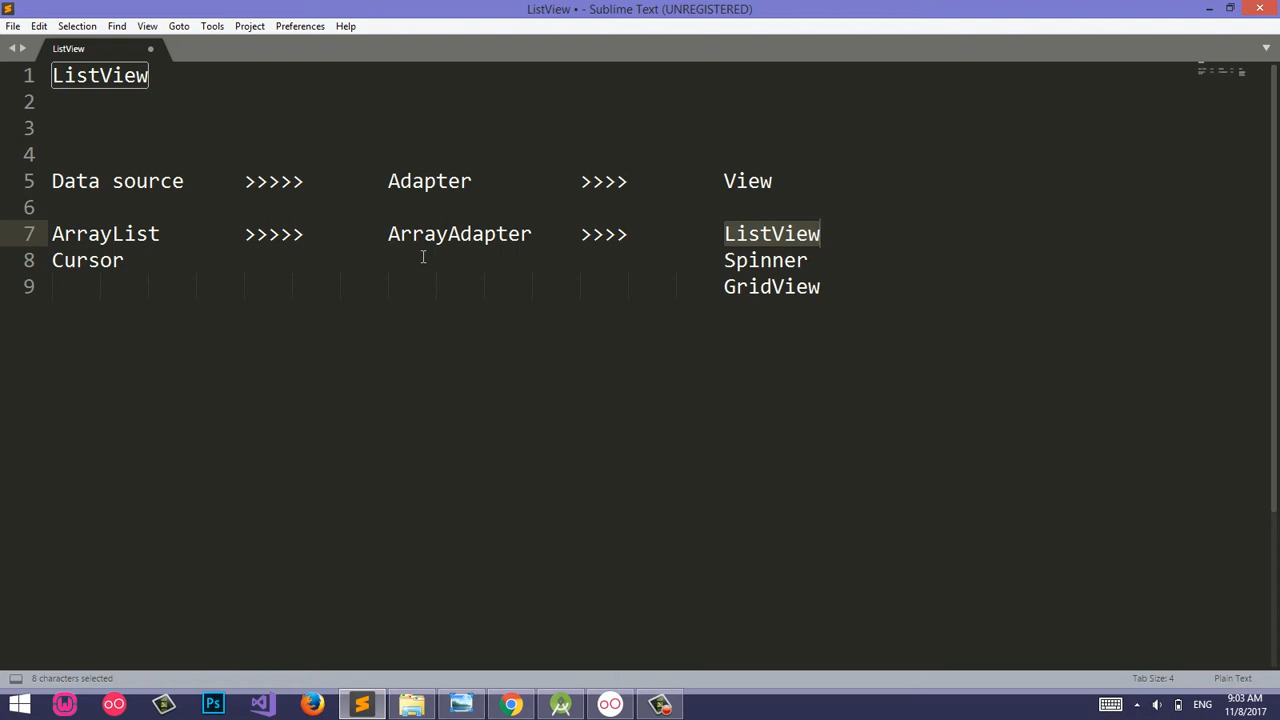 ListView • - Sublime Text (UNREGISTERED)
File Edit Selection Find View Goto Tools Project Preferences Help
ListView
1 ListView
2
3
4
5 Data source >>>>> Adapter >>>> View
6
7 ArrayList >>>>> ArrayAdapter >>>> ListView
8 Cursor Spinner
9 GridView
8 characters selected Tab Size: 4 Plain Text
Ps ENG 9:03 AM
11/8/2017